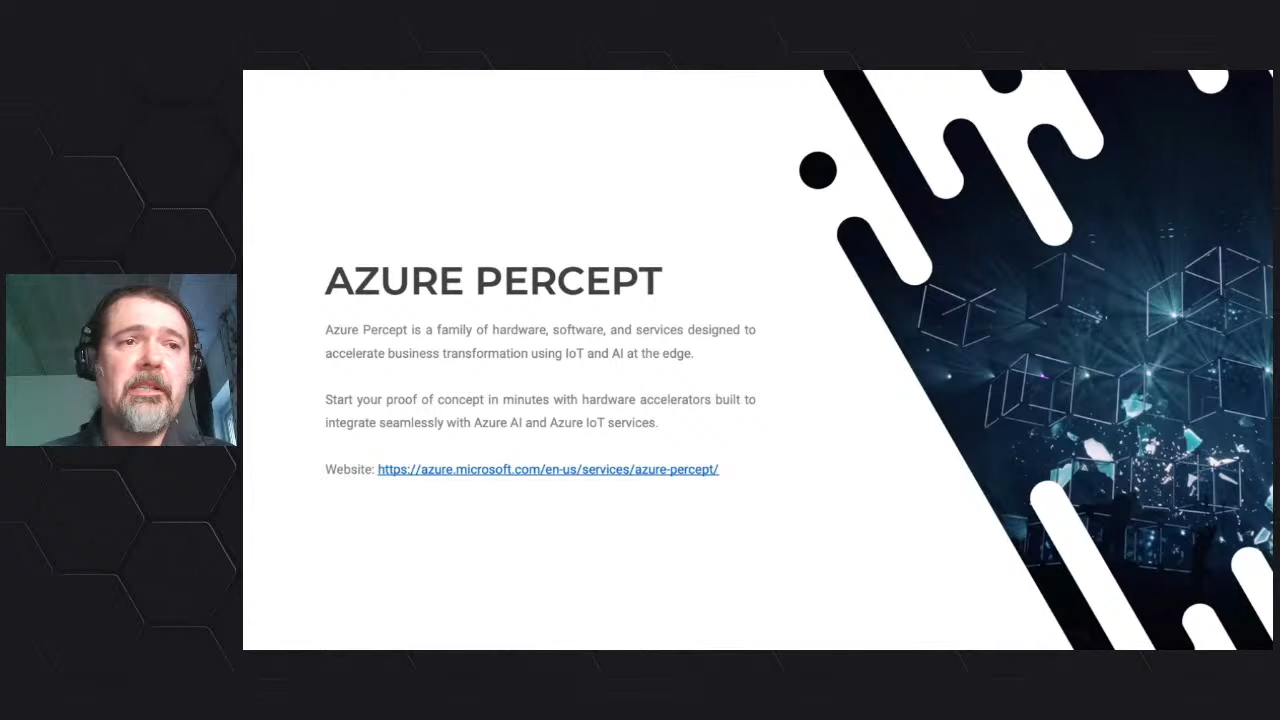 AZURE PERCEPT
Azure Percept is a family of hardware, software, and services designed to
accelerate business transformation using IoT and AI at the edge.
Start your proof of concept in minutes with hardware accelerators built to
integrate seamlessly with Azure AI and Azure IoT services.
Website: https://azure.microsoft.com/en-us/services/azure-percept/